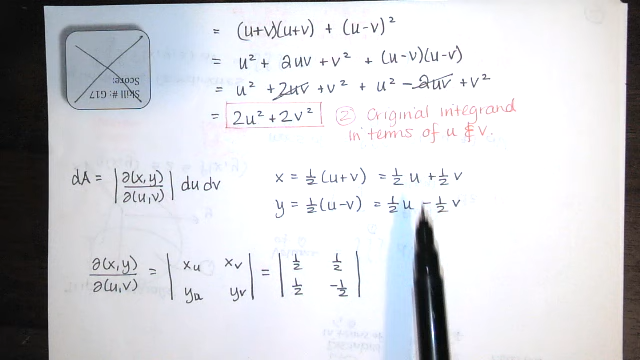 = (u+v)(u+v) + (u-v)²
= u² + 2uv + v² + (u-v)(u-v)
= u² + 2uv + v² + u² - 2uv + v²
= 2u² + 2v² ② Original integrand
in terms of u & v.
dA = |∂(x,y)/∂(u,v)| du dv
x = ½(u+v) = ½u + ½v
y = ½(u-v) = ½u - ½v
∂(x,y)/∂(u,v) = | xu xv | = | ½ ½ |
| yu yv | | ½ -½ |
Skill #: G17
Score: